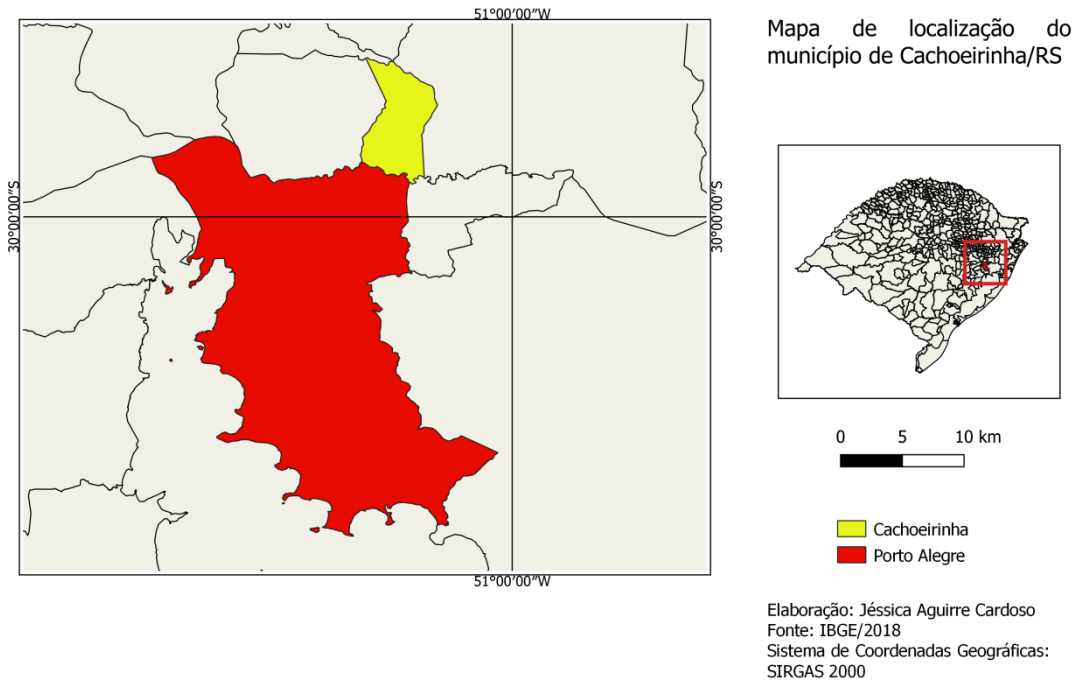 51°00'00"W
Mapa de localização do
município de Cachoeirinha/RS
30°00'00"S
30°00'00"S
0 5 10 km
Cachoeirinha
Porto Alegre
51°00'00"W
Elaboração: Jéssica Aguirre Cardoso
Fonte: IBGE/2018
Sistema de Coordenadas Geográficas:
SIRGAS 2000